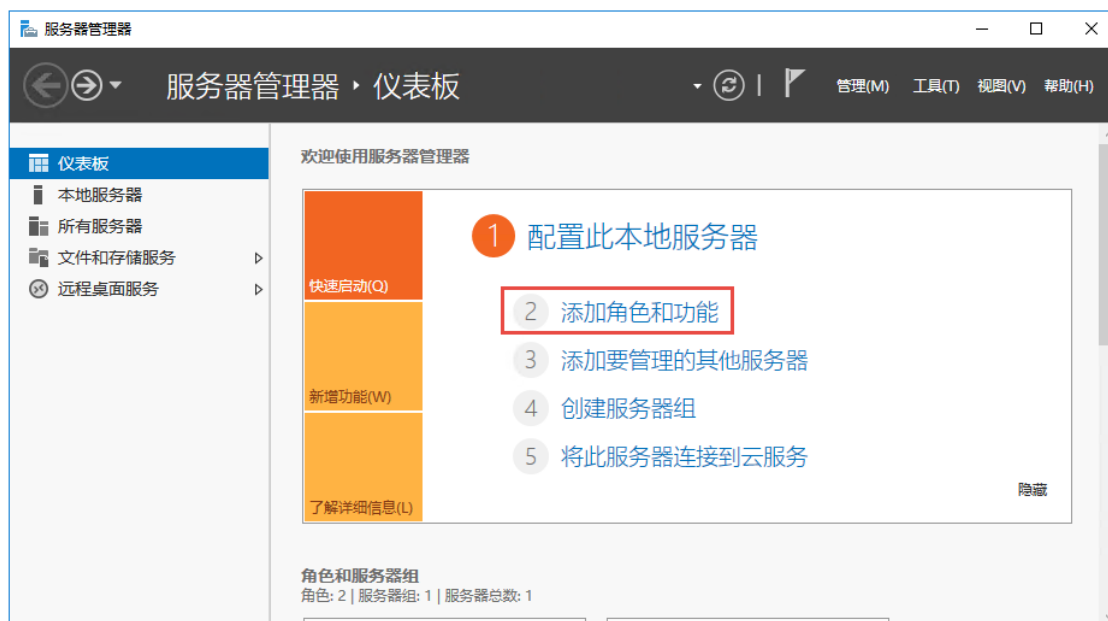 服务器管理器
服务器管理器 ‣ 仪表板
管理(M) 工具(T) 视图(V) 帮助(H)
仪表板
本地服务器
所有服务器
文件和存储服务
远程桌面服务
欢迎使用服务器管理器
快速启动(Q)
新增功能(W)
了解详细信息(L)
1 配置此本地服务器
2 添加角色和功能
3 添加要管理的其他服务器
4 创建服务器组
5 将此服务器连接到云服务
隐藏
角色和服务器组
角色: 2 | 服务器组: 1 | 服务器总数: 1